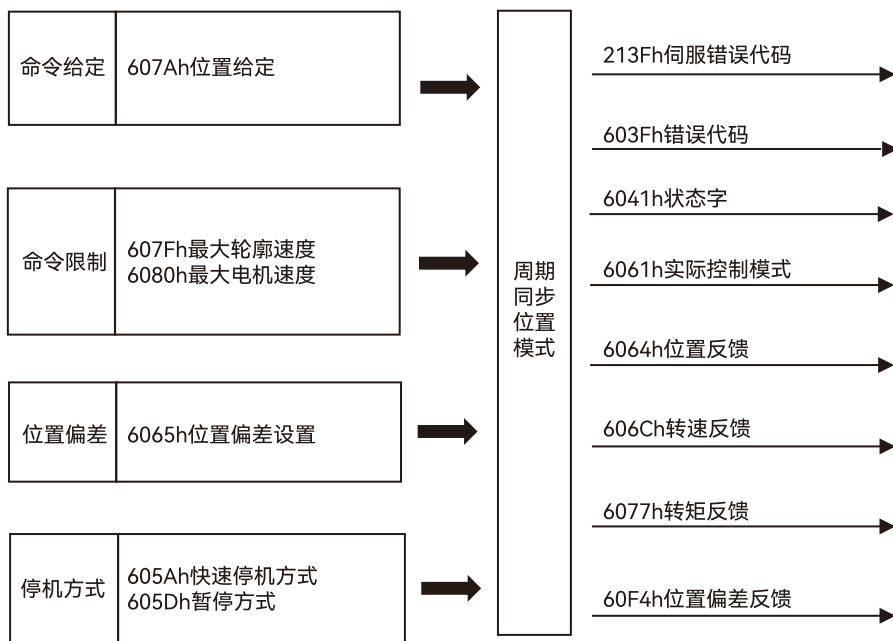 命令给定
607Ah位置给定
命令限制
607Fh最大轮廓速度
6080h最大电机速度
位置偏差
6065h位置偏差设置
停机方式
605Ah快速停机方式
605Dh暂停方式
周期
同步
位置
模式
213Fh伺服错误代码
603Fh错误代码
6041h状态字
6061h实际控制模式
6064h位置反馈
606Ch转速反馈
6077h转矩反馈
60F4h位置偏差反馈